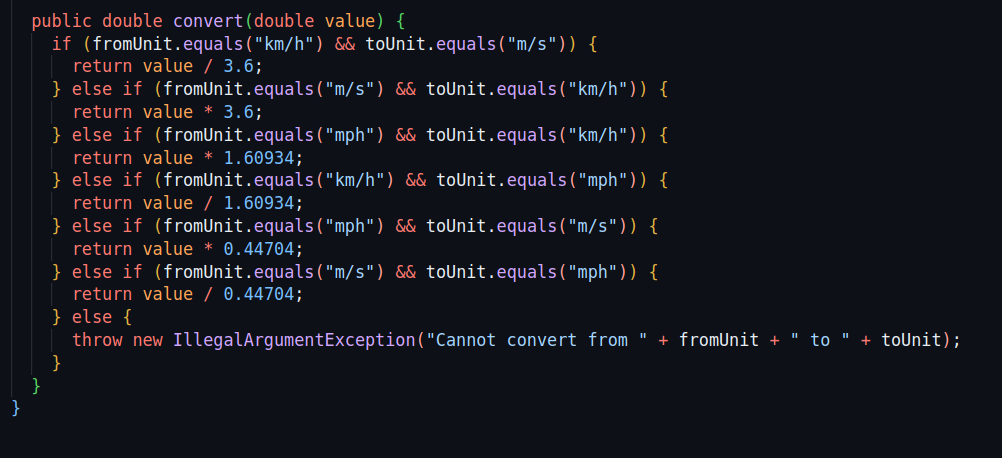 public double convert(double value) {
if (fromUnit.equals("km/h") && toUnit.equals("m/s")) {
return value / 3.6;
} else if (fromUnit.equals("m/s") && toUnit.equals("km/h")) {
return value * 3.6;
} else if (fromUnit.equals("mph") && toUnit.equals("km/h")) {
return value * 1.60934;
} else if (fromUnit.equals("km/h") && toUnit.equals("mph")) {
return value / 1.60934;
} else if (fromUnit.equals("mph") && toUnit.equals("m/s")) {
return value * 0.44704;
} else if (fromUnit.equals("m/s") && toUnit.equals("mph")) {
return value / 0.44704;
} else {
throw new IllegalArgumentException("Cannot convert from " + fromUnit + " to " + toUnit);
}
}
}